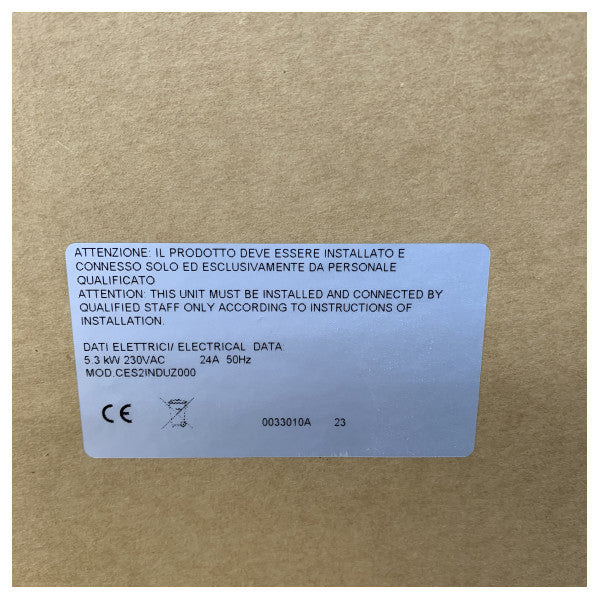 ATTENZIONE: IL PRODOTTO DEVE ESSERE INSTALLATO E
CONNESSO SOLO ED ESCLUSIVAMENTE DA PERSONALE
QUALIFICATO
ATTENTION: THIS UNIT MUST BE INSTALLED AND CONNECTED BY
QUALIFIED STAFF ONLY ACCORDING TO INSTRUCTIONS OF
INSTALLATION.
DATI ELETTRICI/ ELECTRICAL DATA:
5.3 kW 230VAC 24A 50Hz
MOD.CES2INDUZ000
CE
0033010A 23